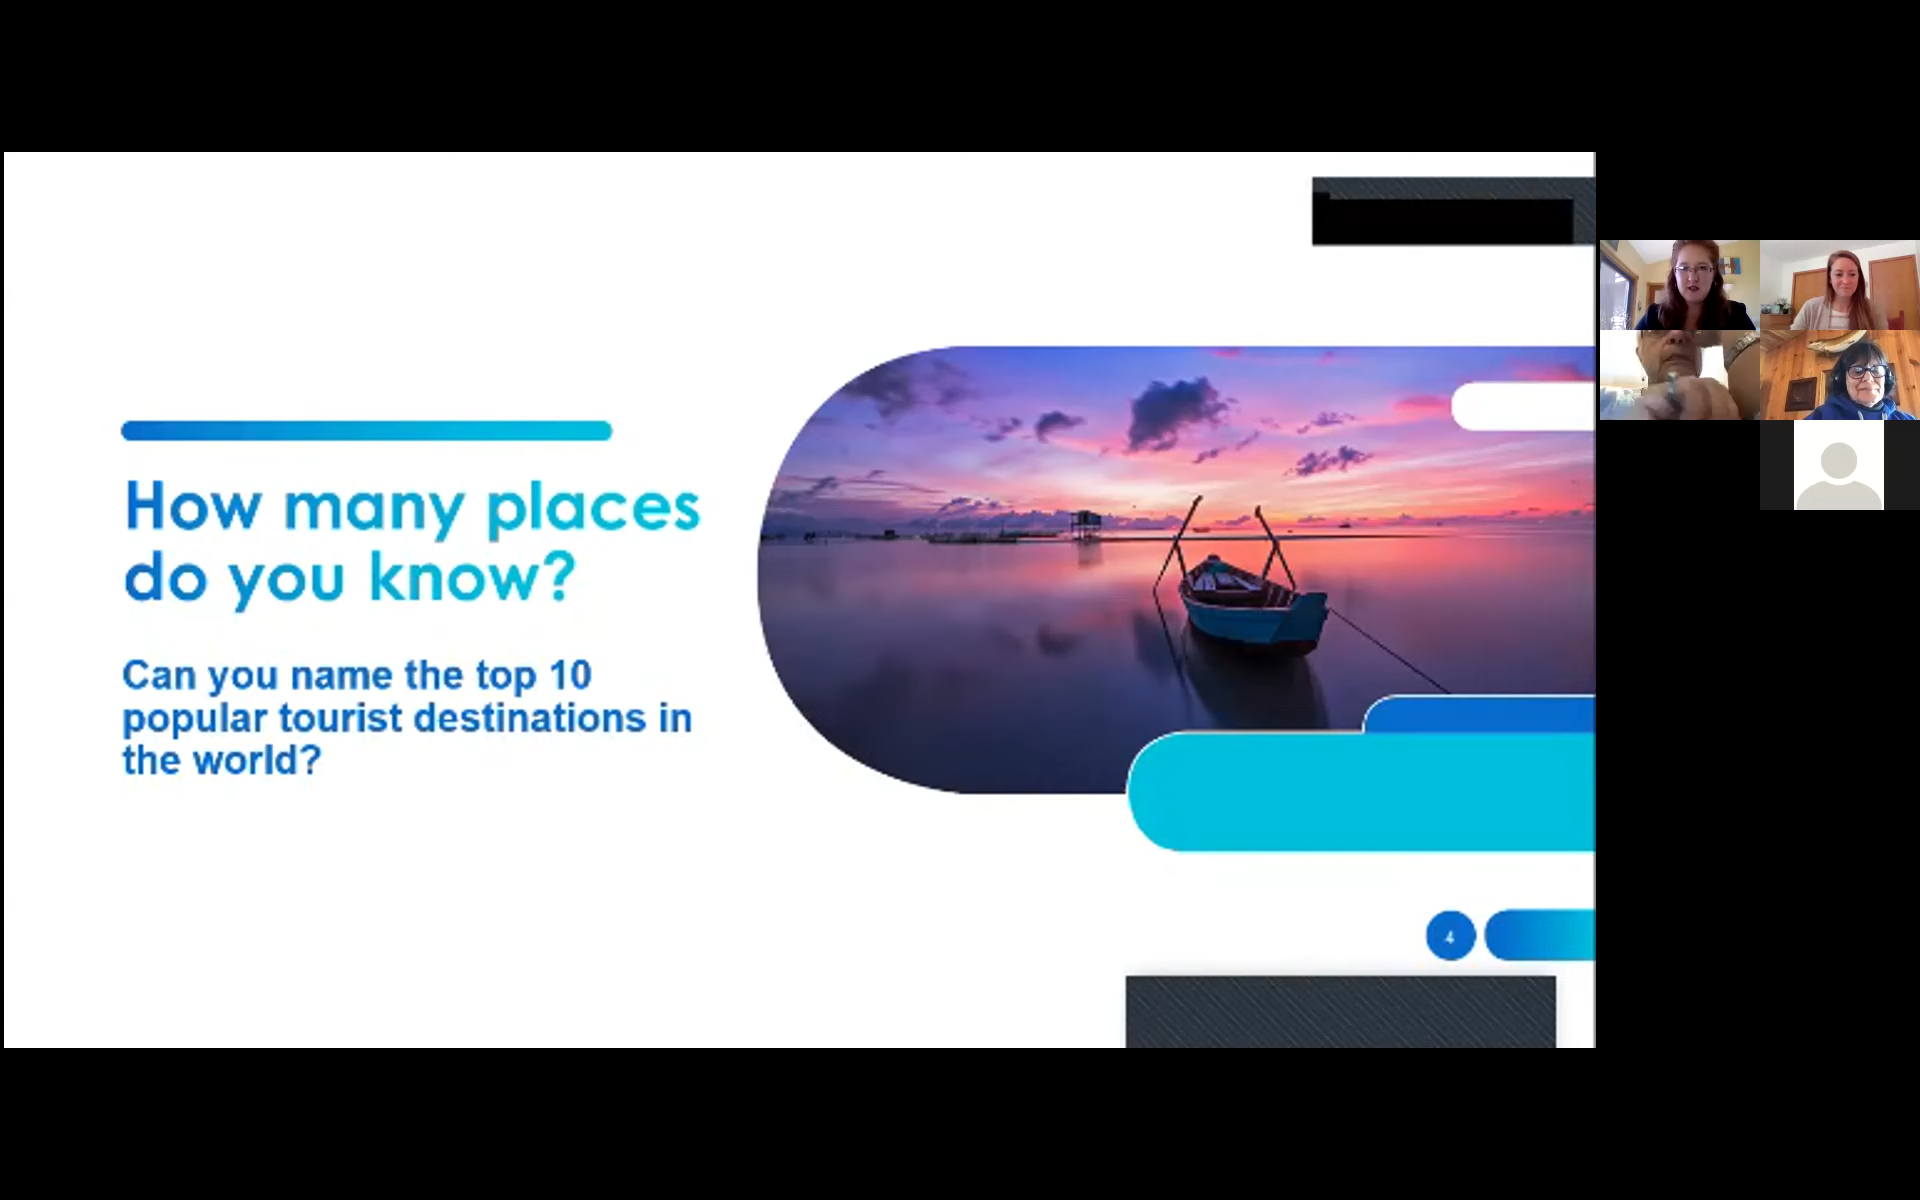 How many places
do you know?
Can you name the top 10
popular tourist destinations in
the world?
4